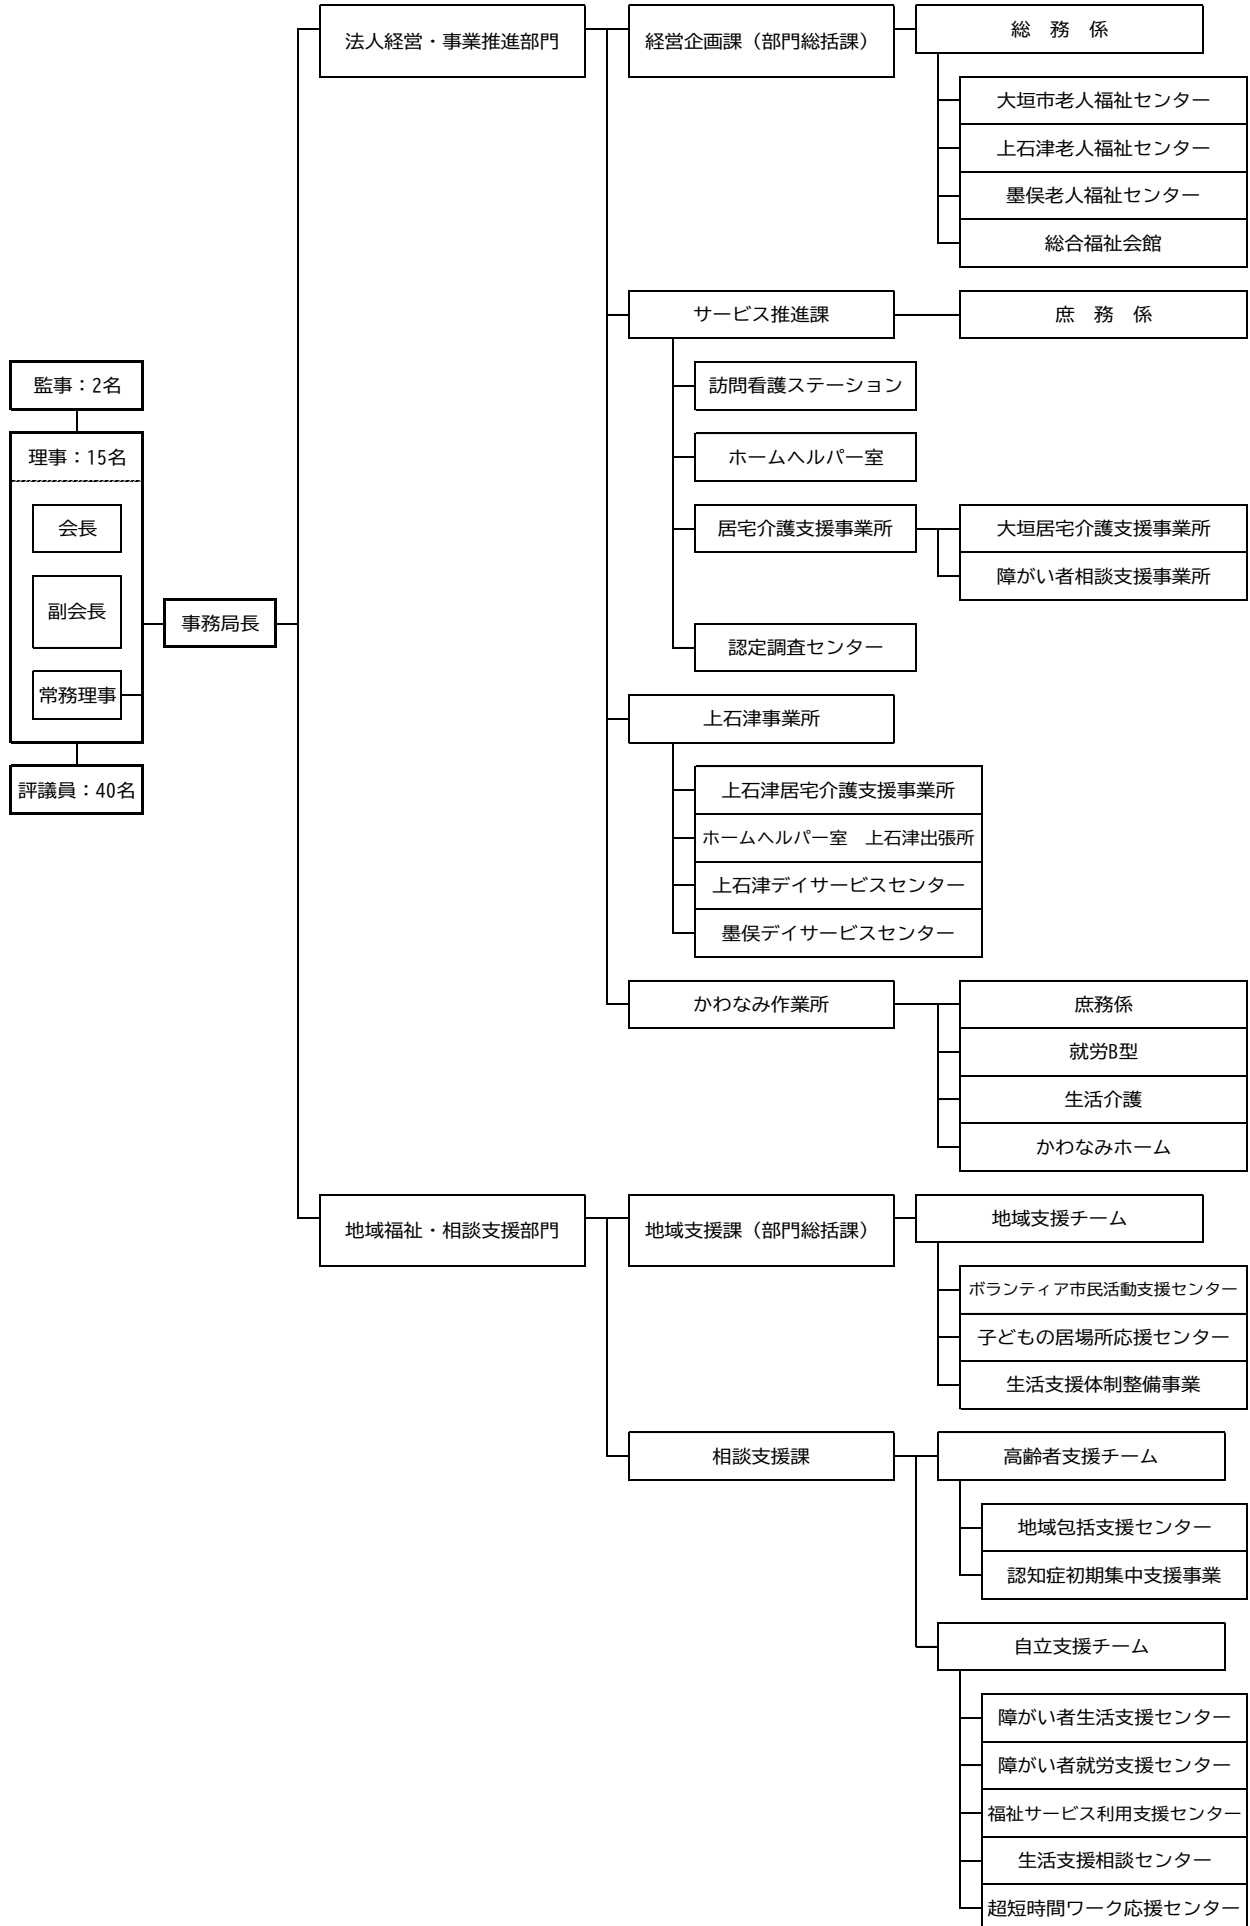 監事：2名
理事：15名
会長
副会長
常務理事
評議員：40名
事務局長
法人経営・事業推進部門
経営企画課（部門総括課）
総　務　係
大垣市老人福祉センター
上石津老人福祉センター
墨俣老人福祉センター
総合福祉会館
サービス推進課
庶　務　係
訪問看護ステーション
ホームヘルパー室
居宅介護支援事業所
大垣居宅介護支援事業所
障がい者相談支援事業所
認定調査センター
上石津事業所
上石津居宅介護支援事業所
ホームヘルパー室　上石津出張所
上石津デイサービスセンター
墨俣デイサービスセンター
かわなみ作業所
庶務係
就労B型
生活介護
かわなみホーム
地域福祉・相談支援部門
地域支援課（部門総括課）
地域支援チーム
ボランティア市民活動支援センター
子どもの居場所応援センター
生活支援体制整備事業
相談支援課
高齢者支援チーム
地域包括支援センター
認知症初期集中支援事業
自立支援チーム
障がい者生活支援センター
障がい者就労支援センター
福祉サービス利用支援センター
生活支援相談センター
超短時間ワーク応援センター